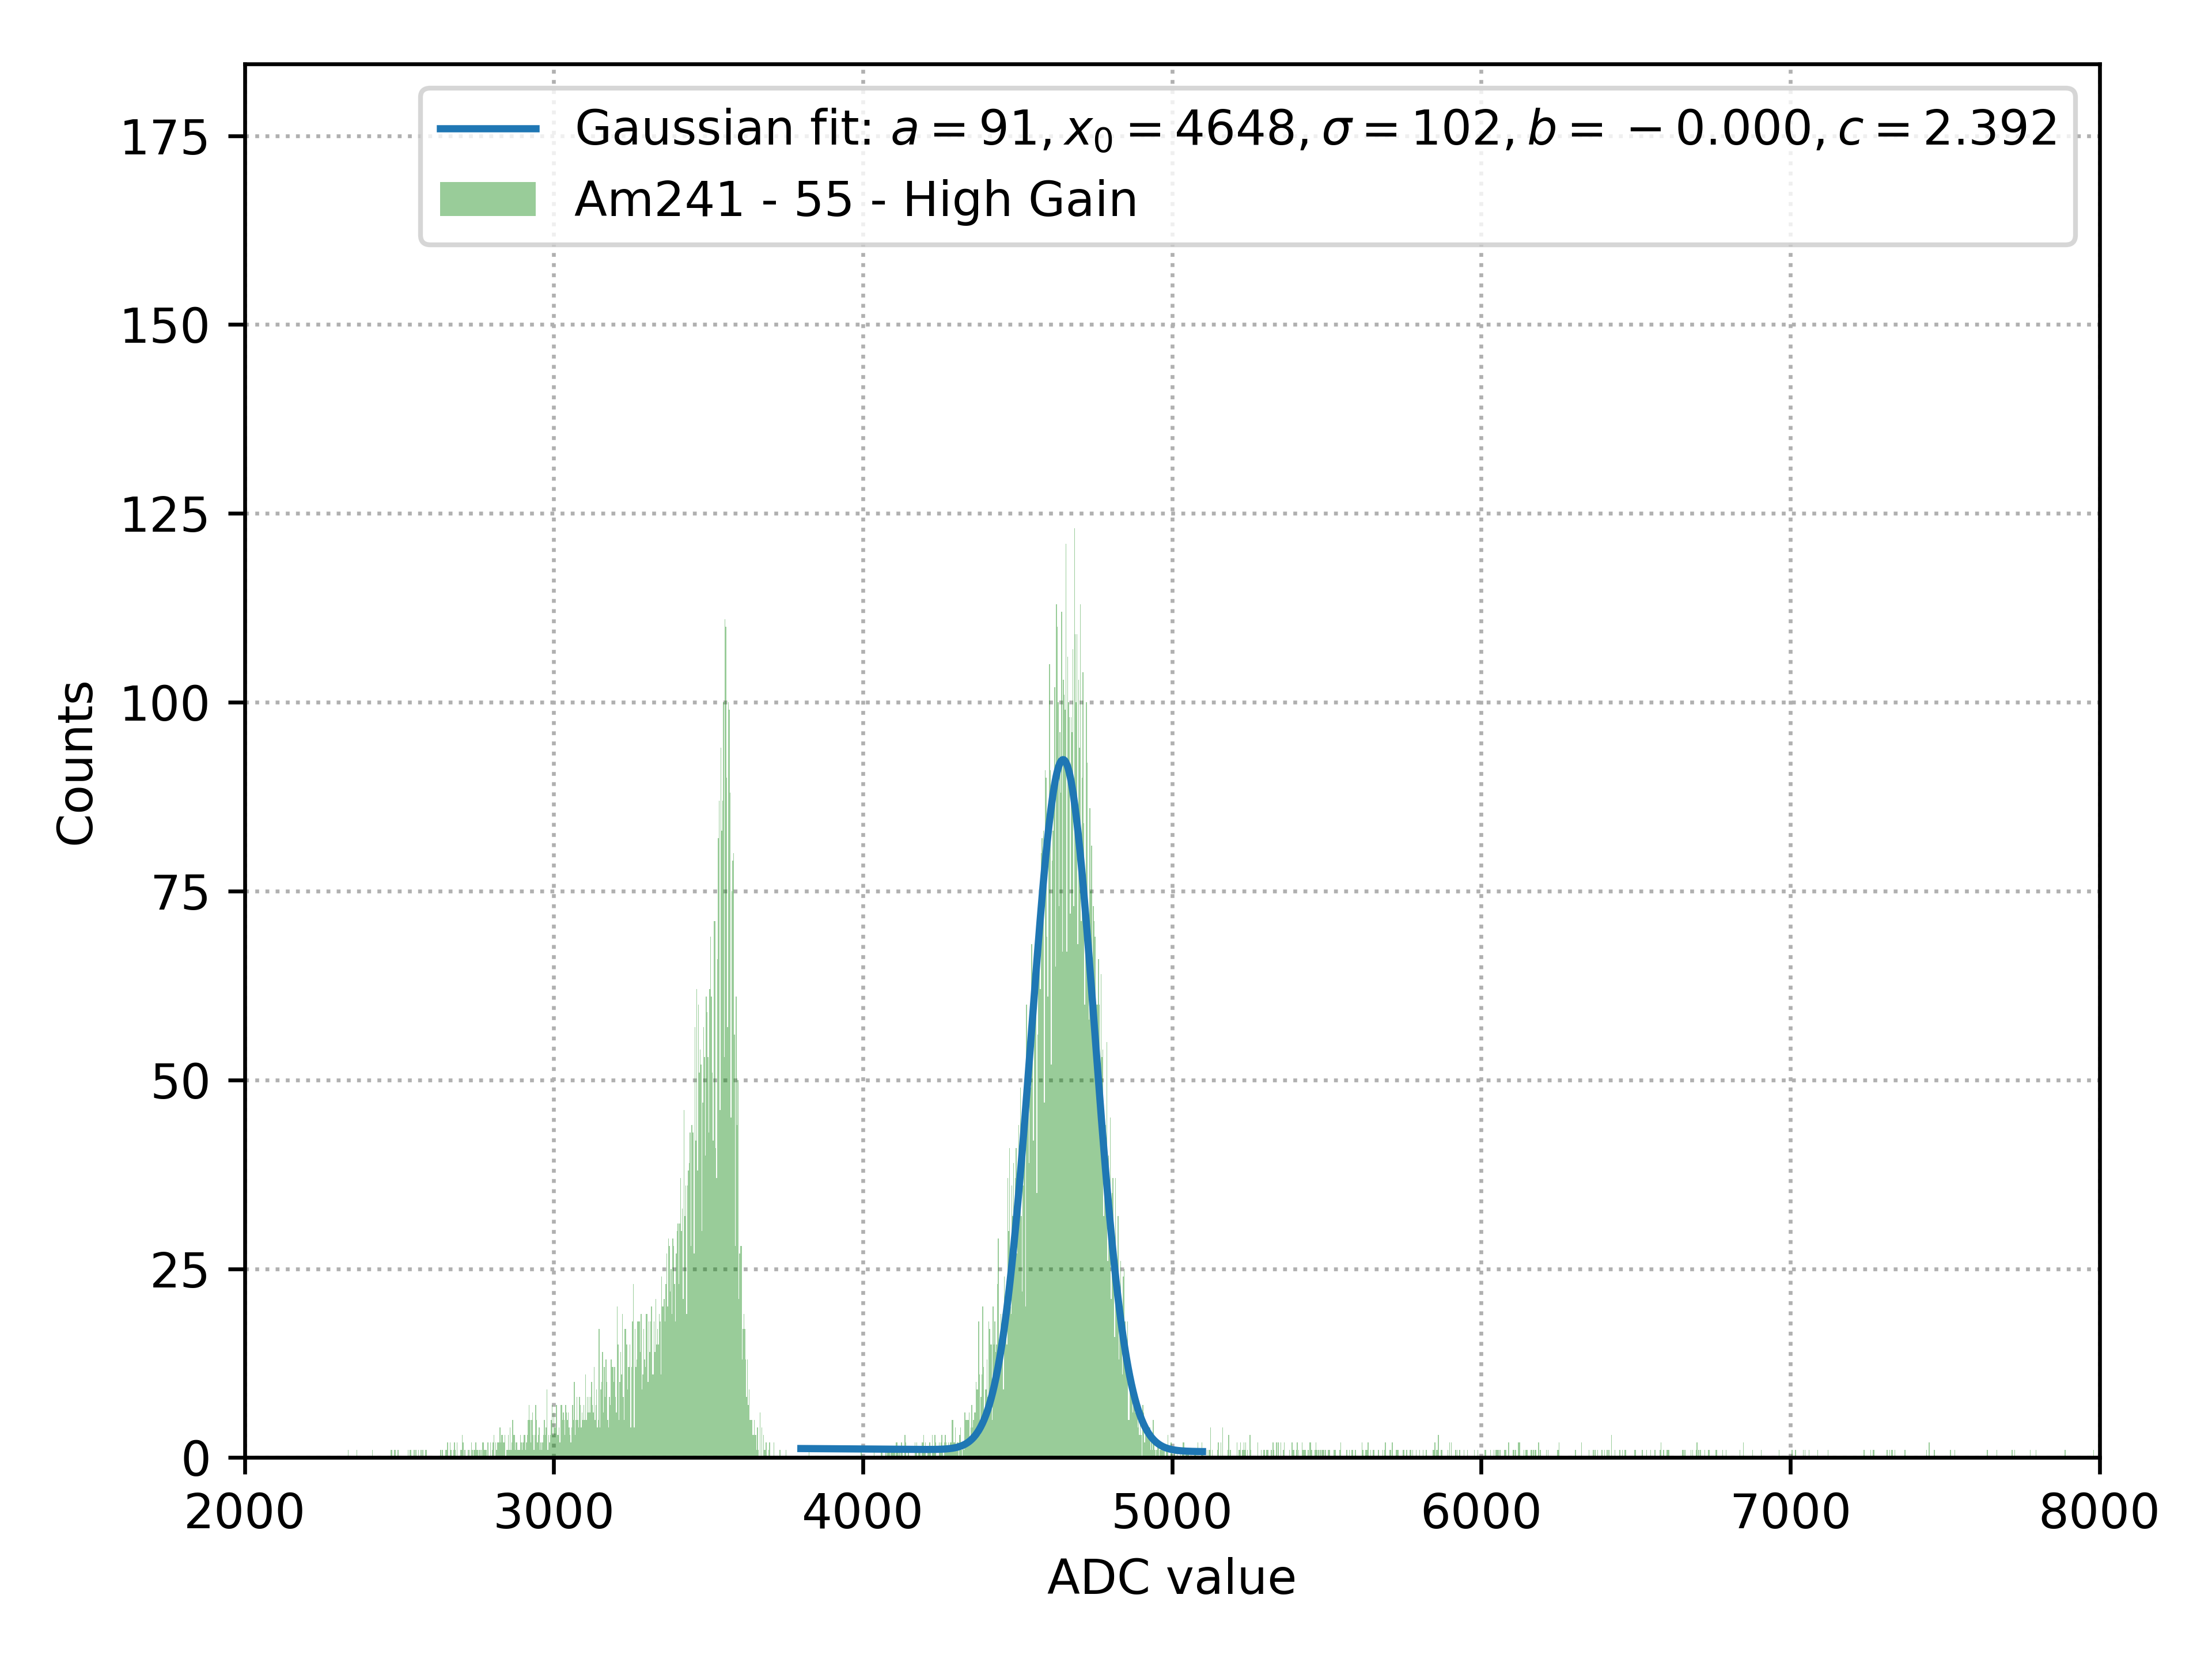 Gaussian fit: a = 91, x₀ = 4648, σ = 102, b = −0.000, c = 2.392
Am241 - 55 - High Gain
175
150
125
100
75
50
25
0
Counts
2000 3000 4000 5000 6000 7000 8000
ADC value